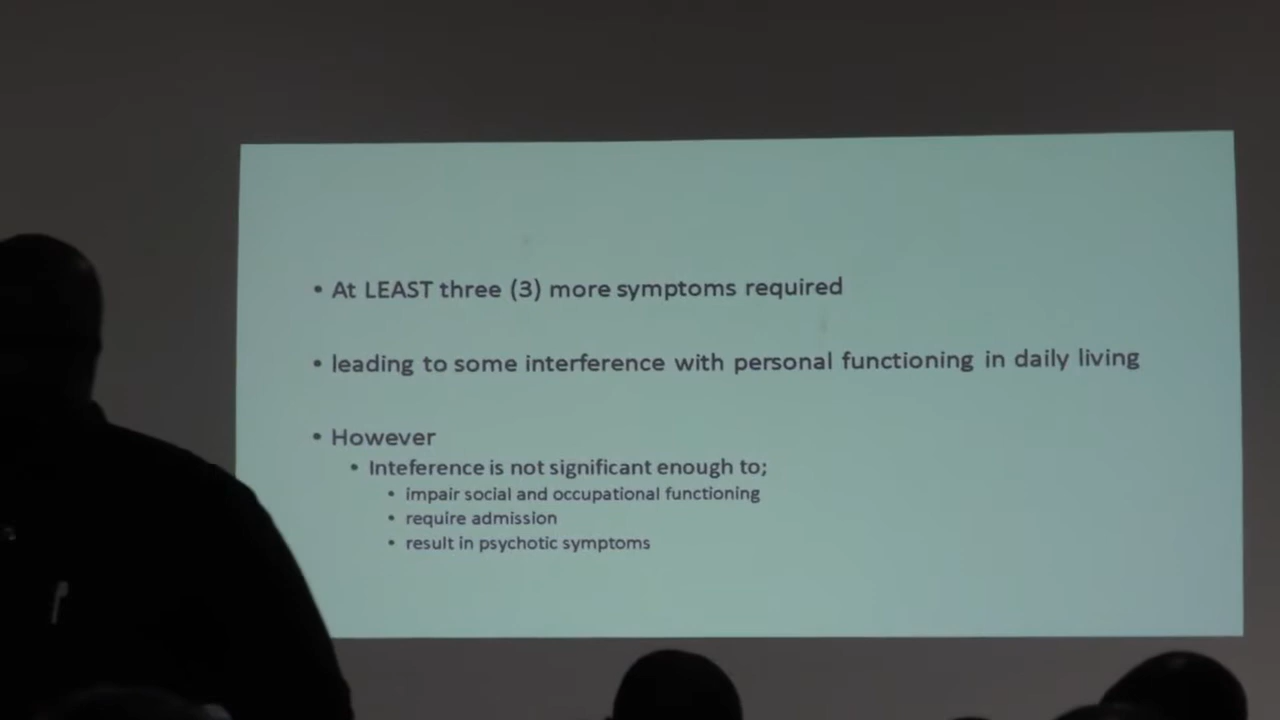 • At LEAST three (3) more symptoms required
• leading to some interference with personal functioning in daily living
• However
• Inteference is not significant enough to;
• impair social and occupational functioning
• require admission
• result in psychotic symptoms